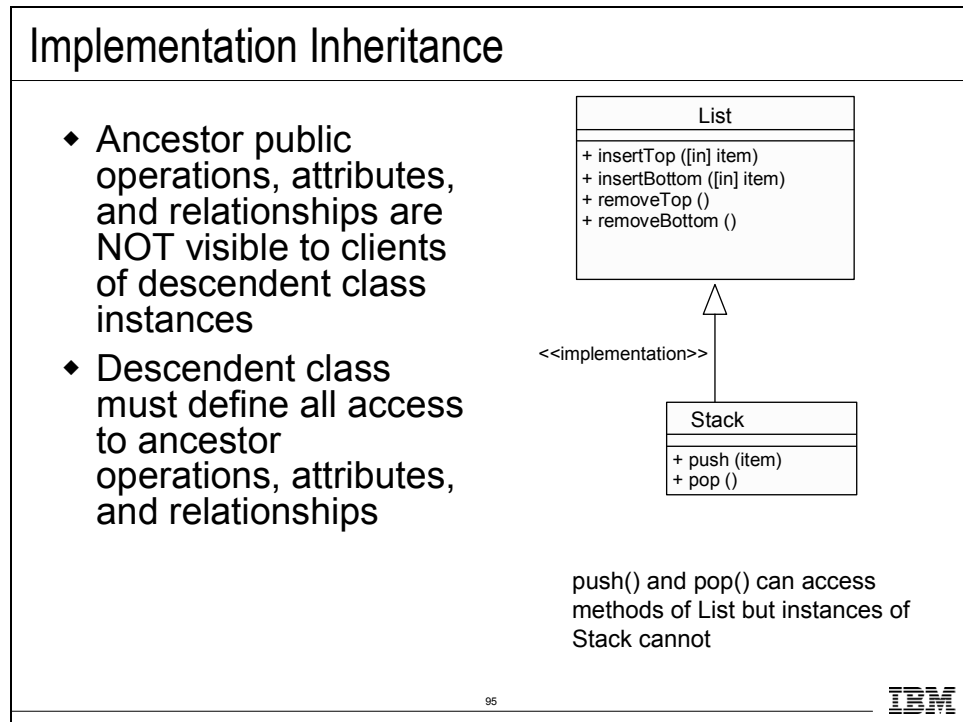 Implementation Inheritance
◆ Ancestor public
operations, attributes,
and relationships are
NOT visible to clients
of descendent class
instances
◆ Descendent class
must define all access
to ancestor
operations, attributes,
and relationships
List
+ insertTop ([in] item)
+ insertBottom ([in] item)
+ removeTop ()
+ removeBottom ()
<<implementation>>
Stack
+ push (item)
+ pop ()
push() and pop() can access
methods of List but instances of
Stack cannot
95
IBM